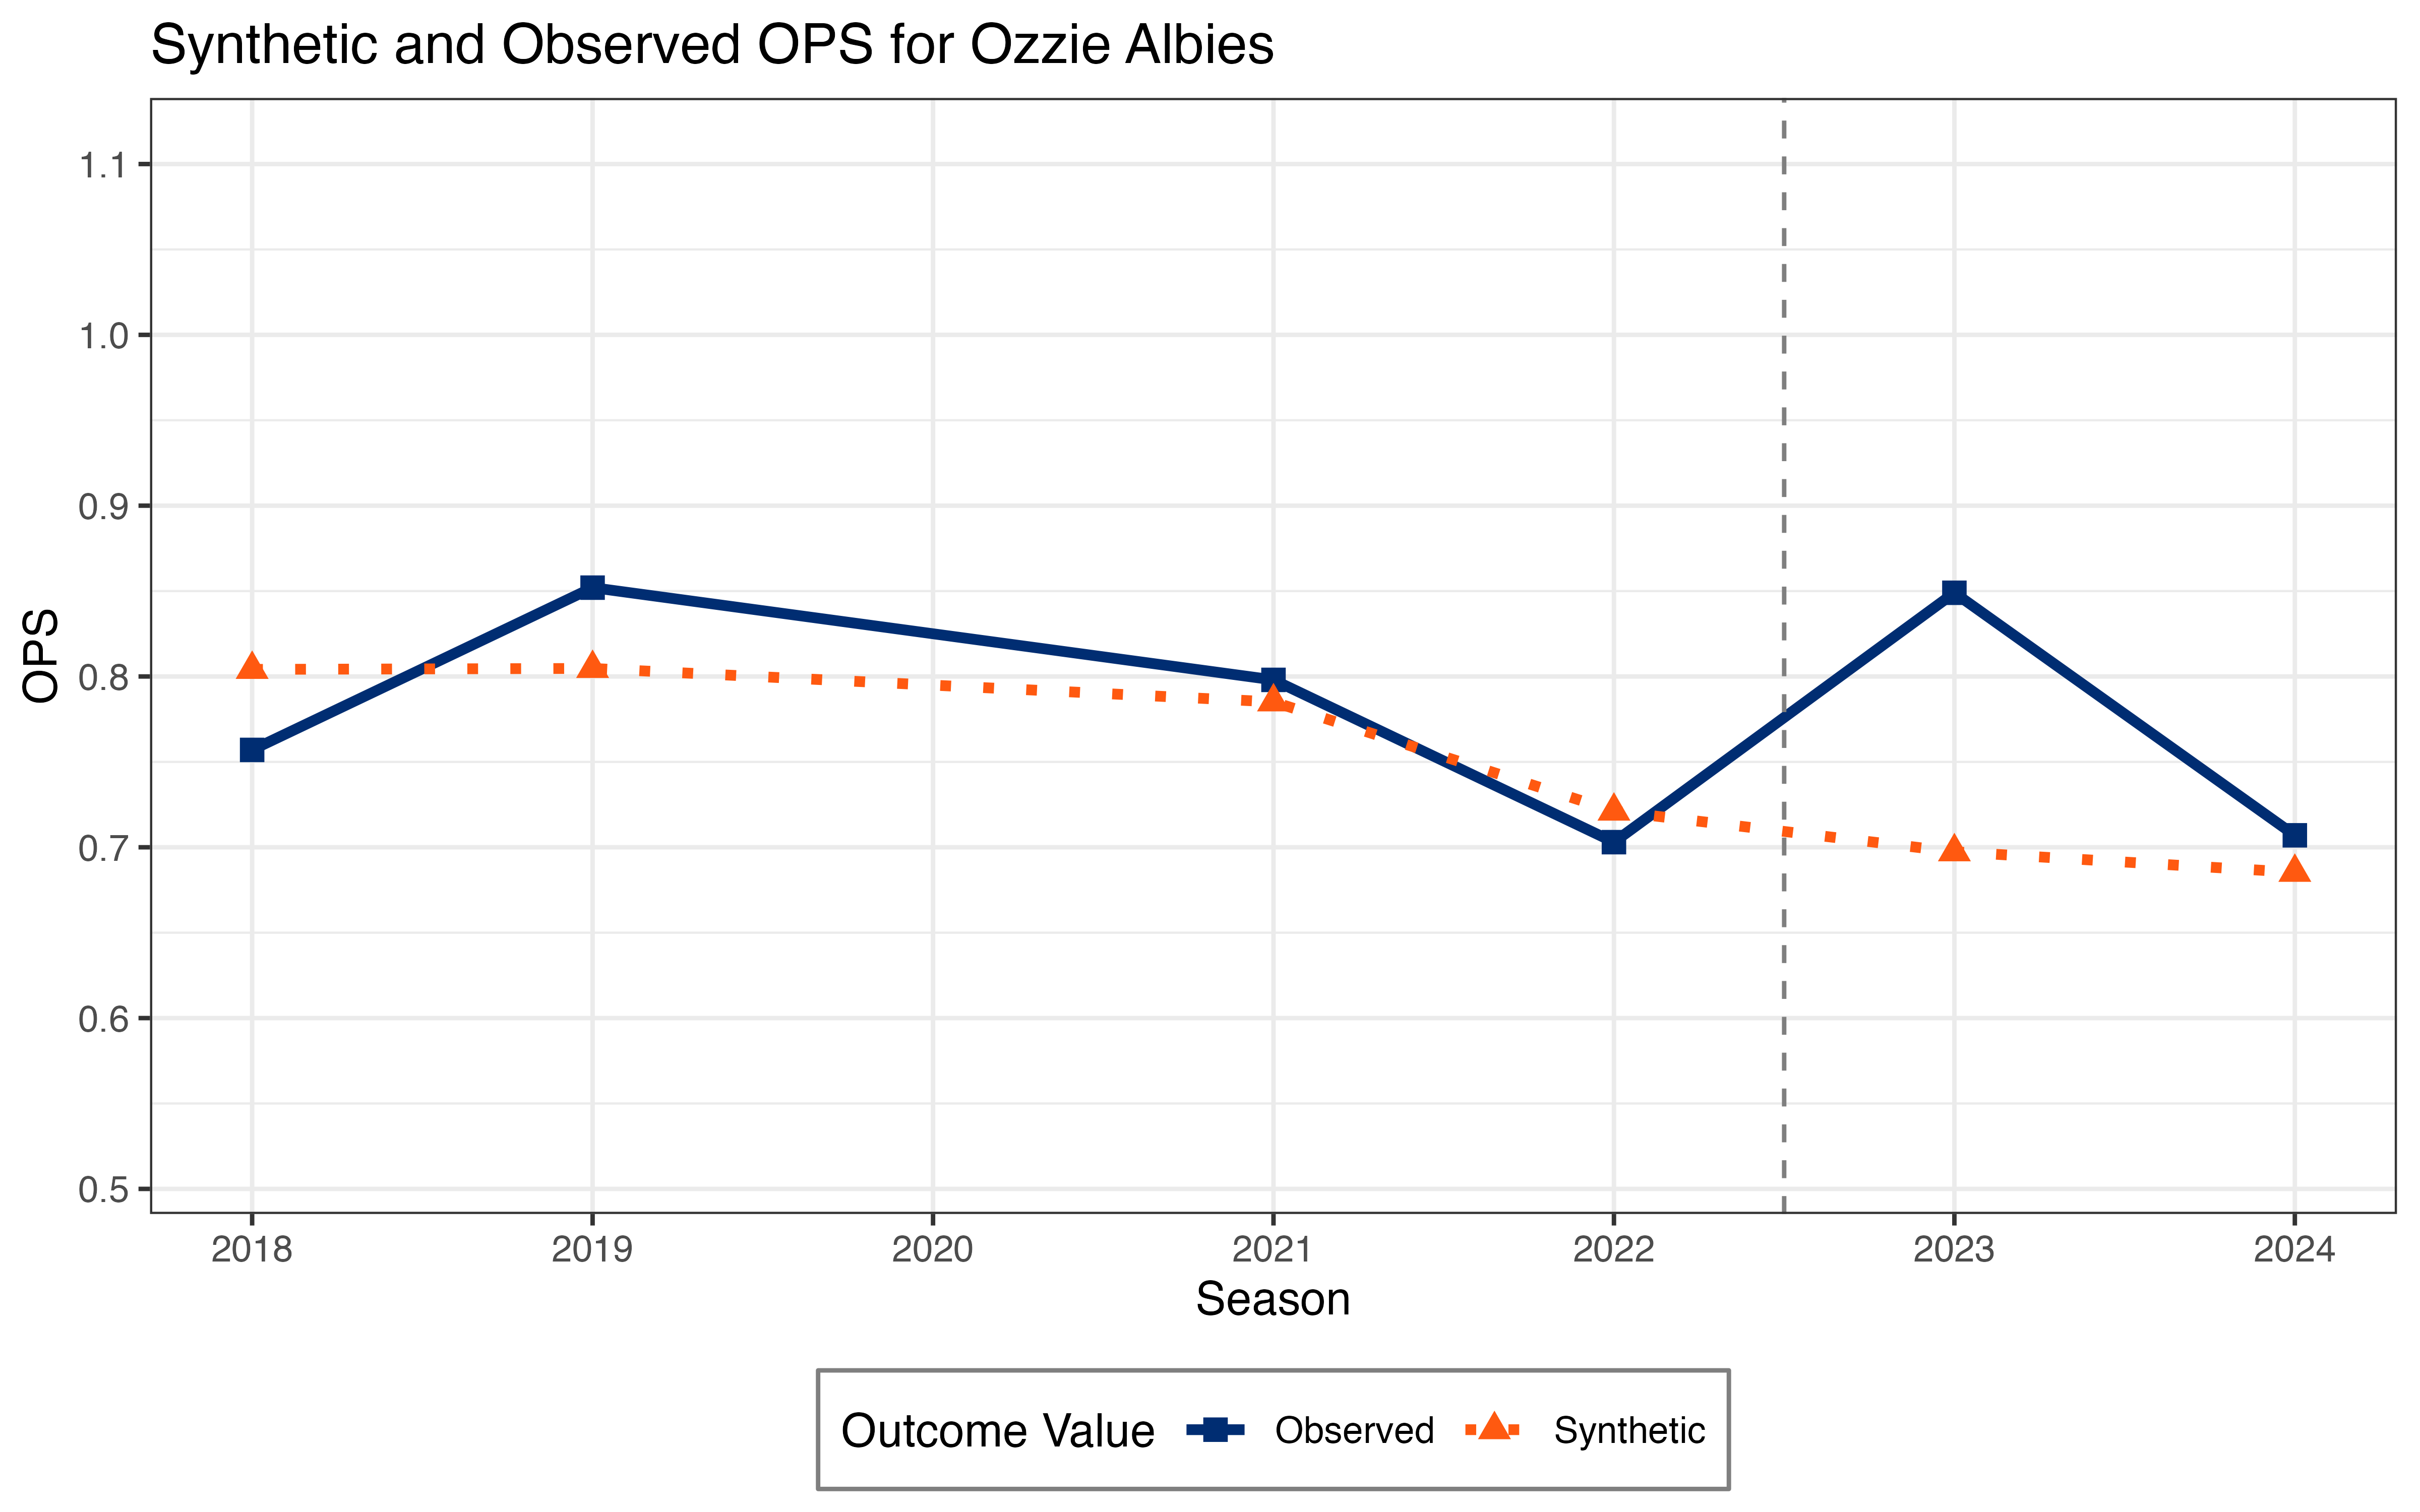 Synthetic and Observed OPS for Ozzie Albies
OPS
1.1
1.0
0.9
0.8
0.7
0.6
0.5
2018 2019 2020 2021 2022 2023 2024
Season
Outcome Value Observed Synthetic